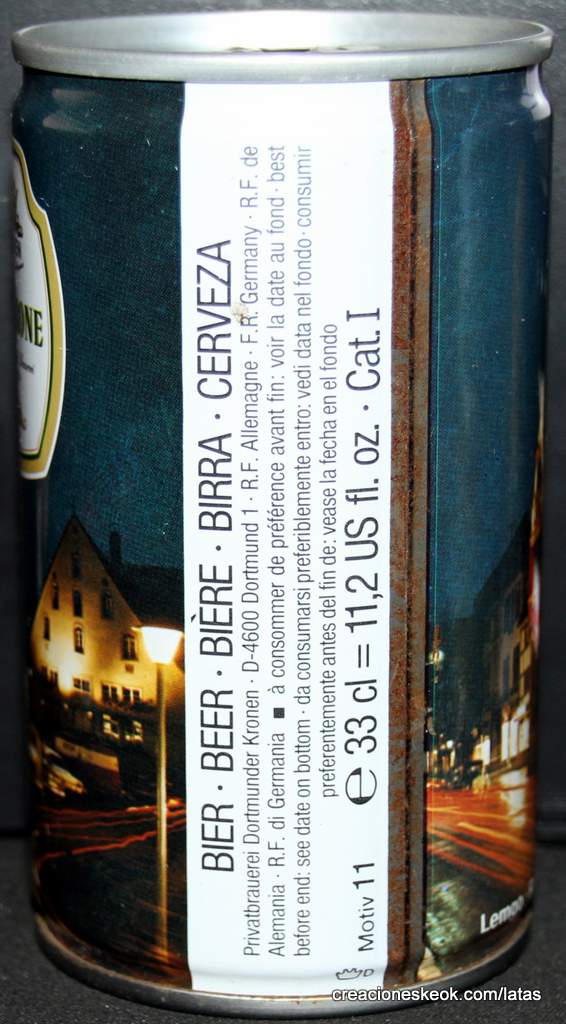 BIER · BEER · BIÈRE · BIRRA · CERVEZA
Privatbrauerei Dortmunder Kronen · D-4600 Dortmund 1 · R.F. Allemagne · F.R. Germany · R.F. de
Alemania · R.F. di Germania ■ à consommer de préférence avant fin: voir la date au fond · best
before end: see date on bottom · da consumarsi preferiblemente entro: vedi data nel fondo · consumir
preferentemente antes del fin de: vease la fecha en el fondo
℮ 33 cl = 11,2 US fl. oz. · Cat. I
Motiv 11
D
ONE
creacioneskeok.com/latas